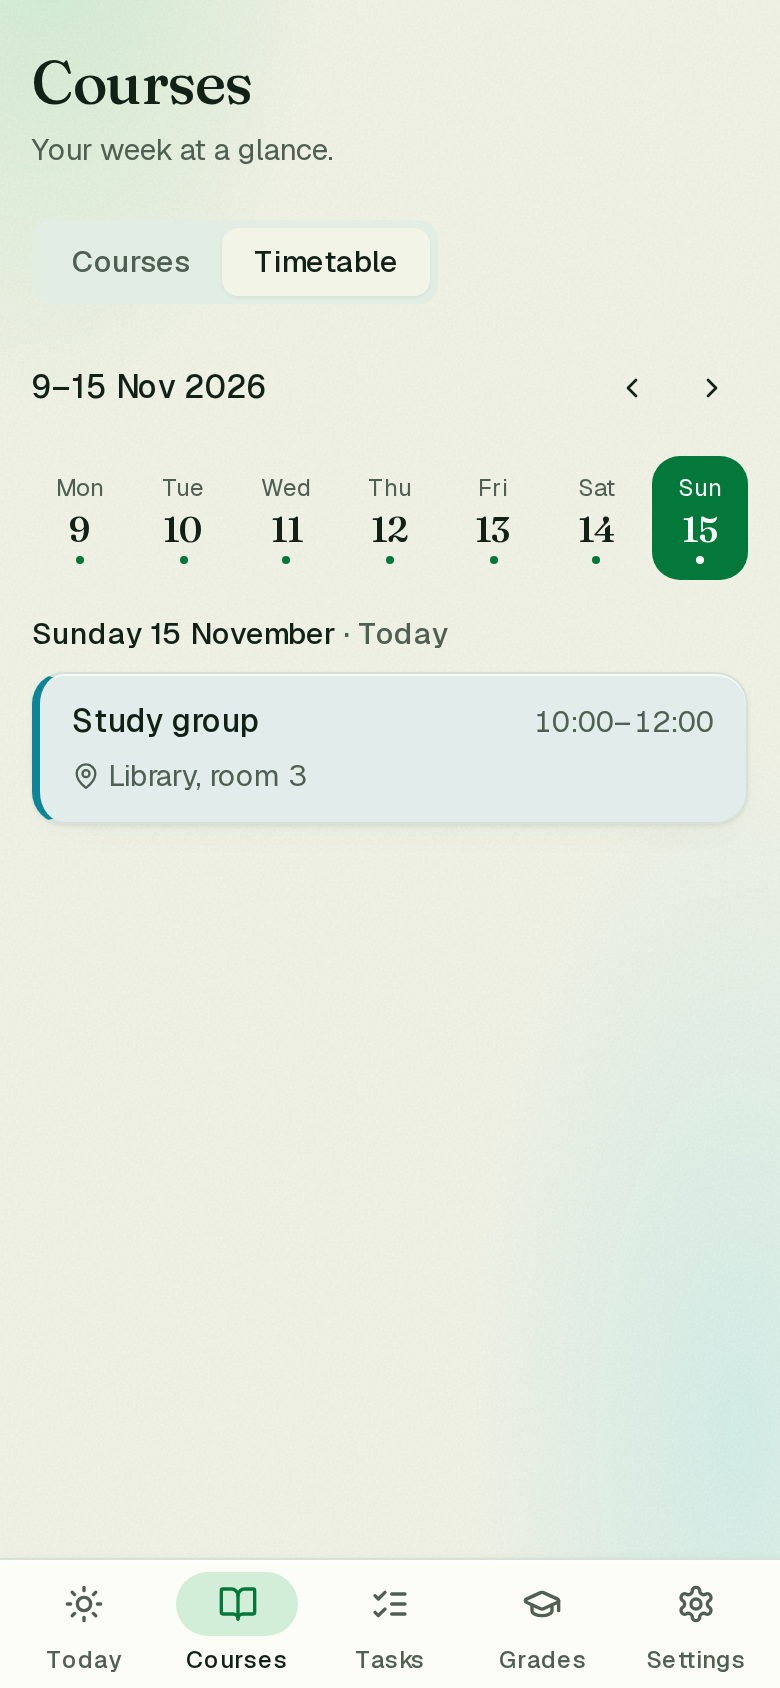 Courses
Your week at a glance.
Courses Timetable
9–15 Nov 2026
Mon Tue Wed Thu Fri Sat Sun
9 10 11 12 13 14 15
Sunday 15 November · Today
Study group 10:00–12:00
Library, room 3
Today Courses Tasks Grades Settings